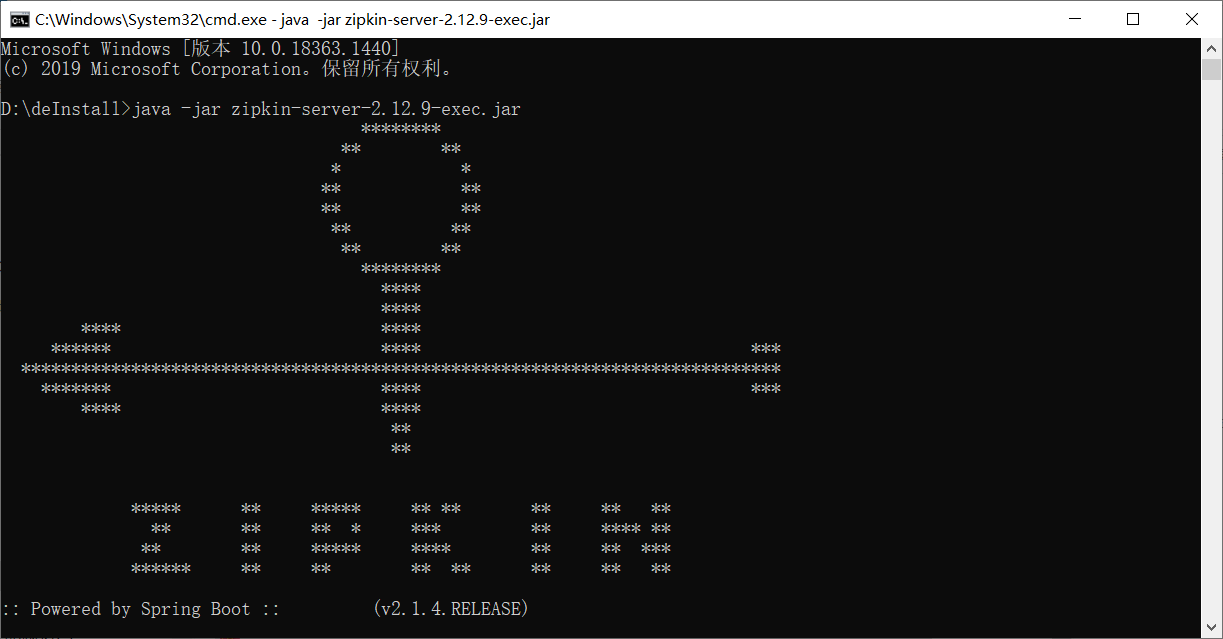 C:\Windows\System32\cmd.exe - java  -jar zipkin-server-2.12.9-exec.jar
Microsoft Windows [版本 10.0.18363.1440]
(c) 2019 Microsoft Corporation。保留所有权利。
D:\deInstall>java -jar zipkin-server-2.12.9-exec.jar
ZIPKIN
:: Powered by Spring Boot ::         (v2.1.4.RELEASE)